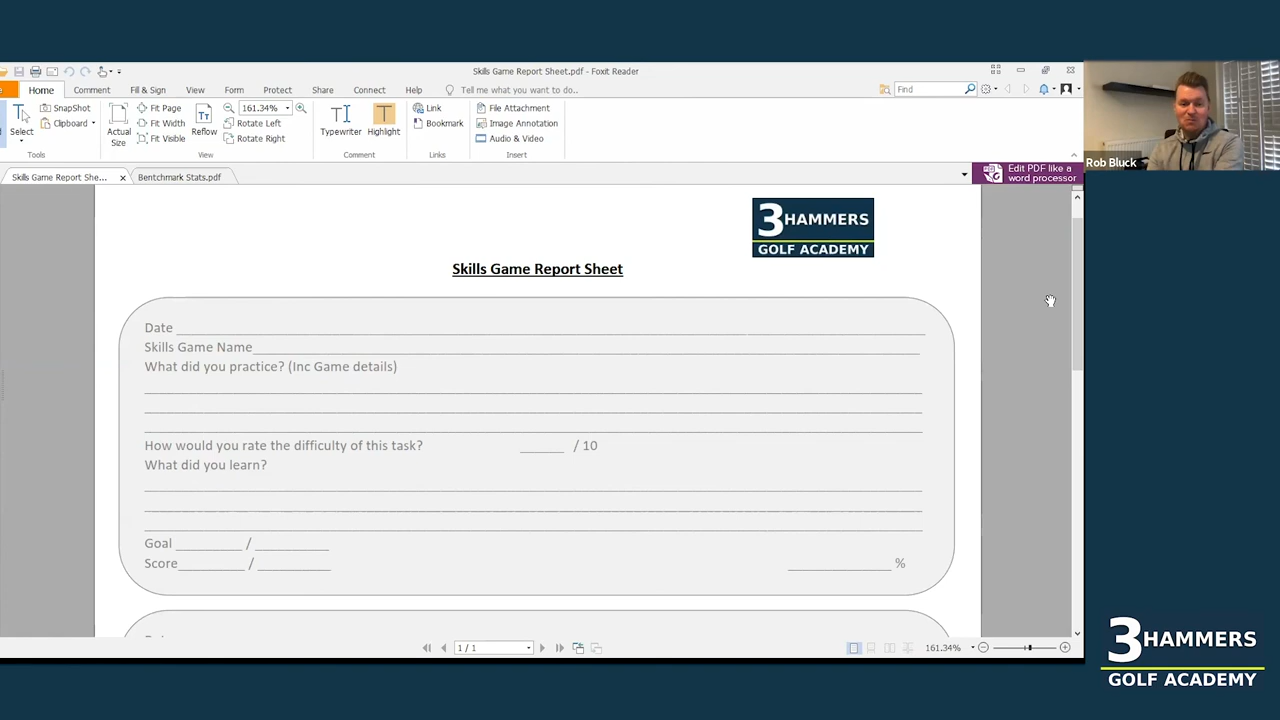 Skills Game Report Sheet.pdf - Foxit Reader
Home Comment Fill & Sign View Form Protect Share Connect Help Tell me what you want to do... Find
SnapShot Fit Page 161.34% Link File Attachment
Select Clipboard Actual Size Fit Width Reflow Rotate Left Typewriter Highlight Bookmark Image Annotation
Fit Visible Rotate Right Audio & Video
Tools View Comment Links Insert
Rob Bluck
Skills Game Report She... Bentchmark Stats.pdf Edit PDF like a
word processor
3 HAMMERS
GOLF ACADEMY
Skills Game Report Sheet
Date
Skills Game Name
What did you practice? (Inc Game details)
How would you rate the difficulty of this task? / 10
What did you learn?
Goal /
Score / %
1 / 1 161.34%
3 HAMMERS
GOLF ACADEMY